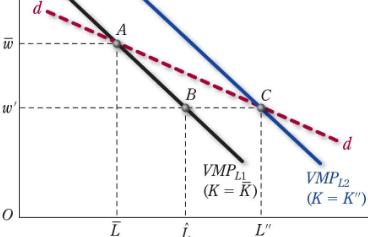 d
A
w̄
B
C
w'
d
VMP_L1
(K = K̄)
VMP_L2
(K = K")
O
L̄
L̂
L"